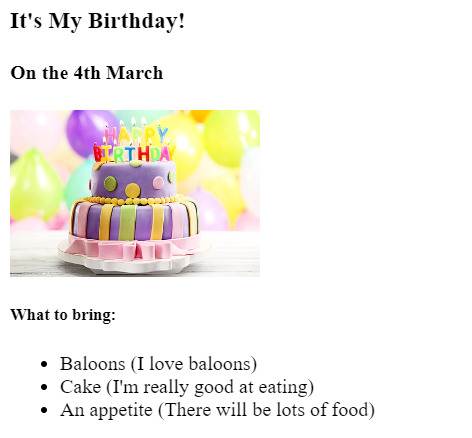 It's My Birthday!
On the 4th March
HAPPY
BIRTHDAY
What to bring:
Baloons (I love baloons)
Cake (I'm really good at eating)
An appetite (There will be lots of food)